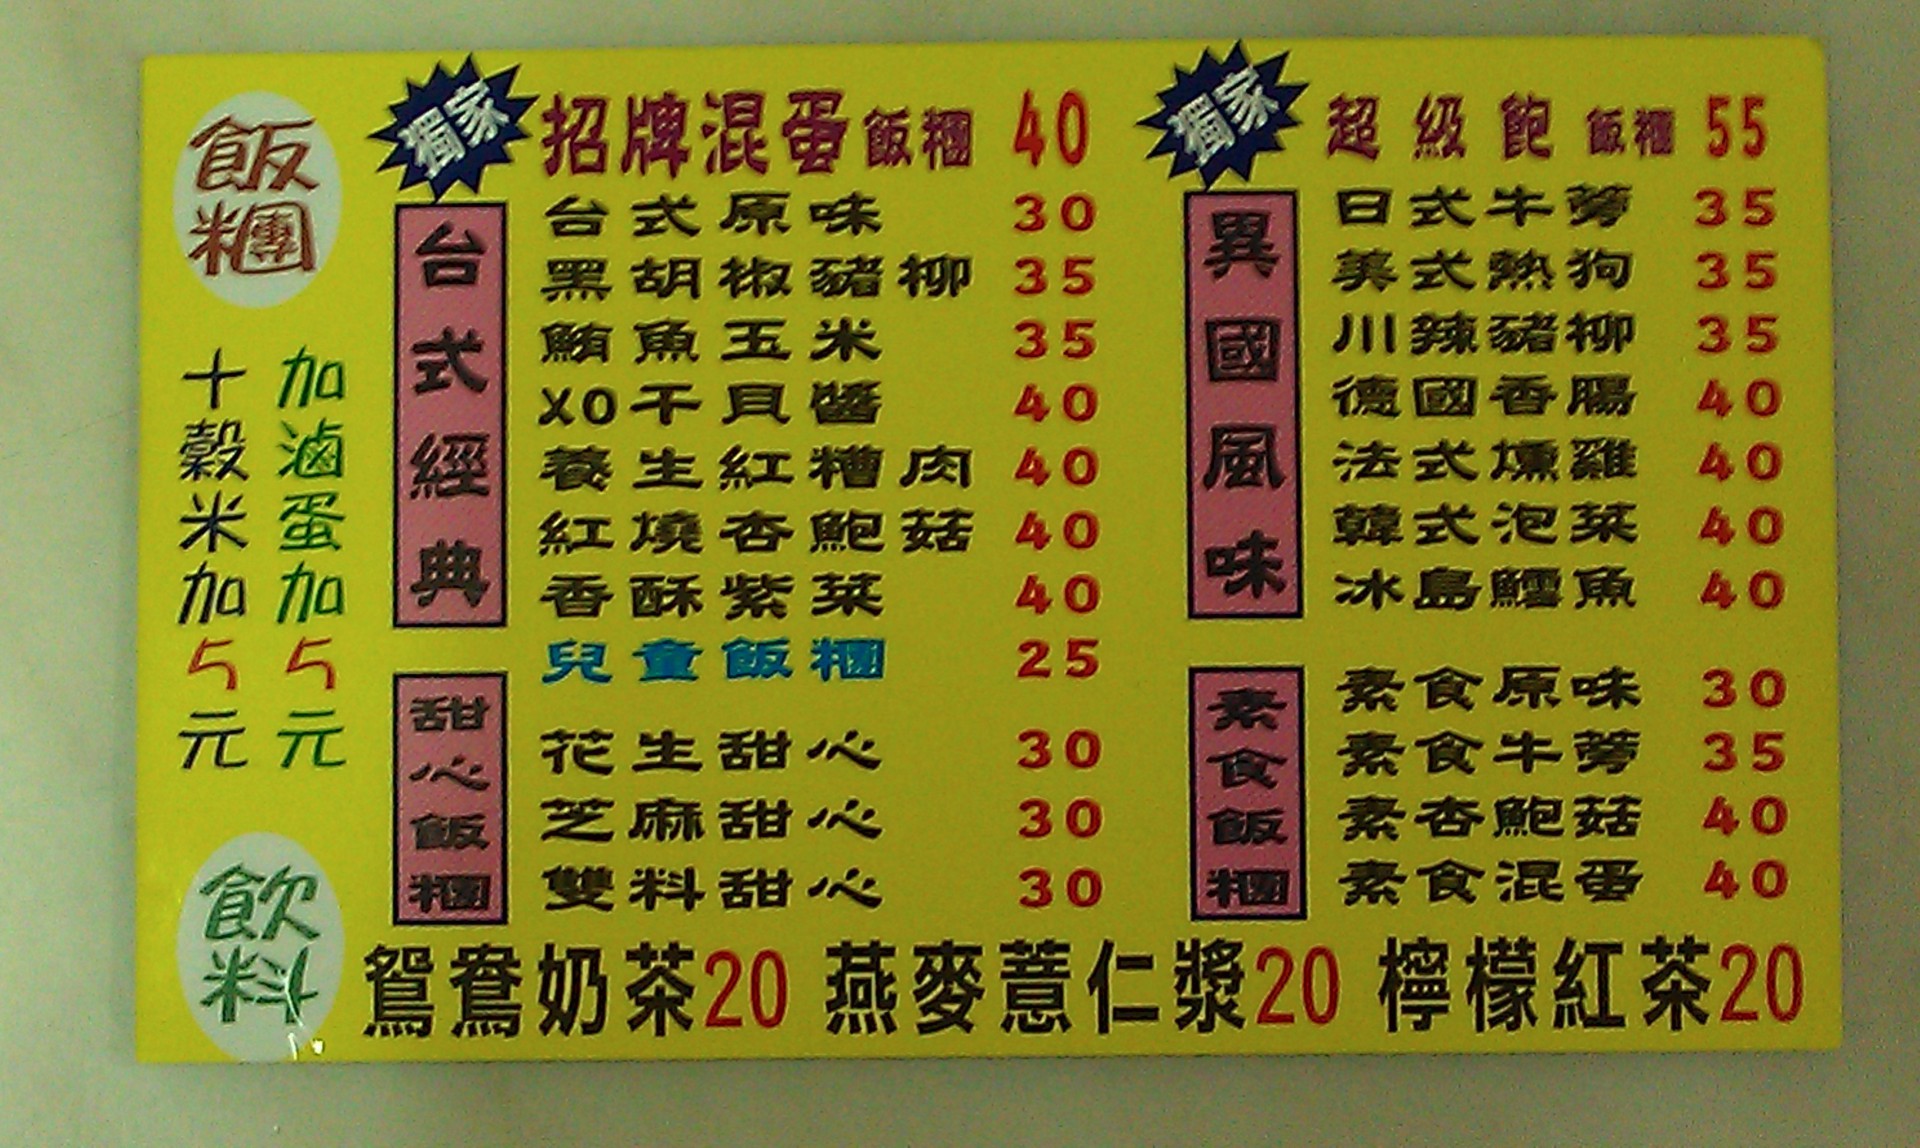 飯糰
十穀米加5元
加滷蛋加5元
獨家 招牌混蛋飯糰 40
台式經典
台式原味 30
黑胡椒豬柳 35
鮪魚玉米 35
XO干貝醬 40
養生紅糟肉 40
紅燒杏鮑菇 40
香酥紫菜 40
兒童飯糰 25
甜心飯糰
花生甜心 30
芝麻甜心 30
雙料甜心 30
獨家 超級飽飯糰 55
異國風味
日式牛蒡 35
美式熱狗 35
川辣豬柳 35
德國香腸 40
法式燻雞 40
韓式泡菜 40
冰島鱈魚 40
素食飯糰
素食原味 30
素食牛蒡 35
素杏鮑菇 40
素食混蛋 40
飲料
鴛鴦奶茶20 燕麥薏仁漿20 檸檬紅茶20